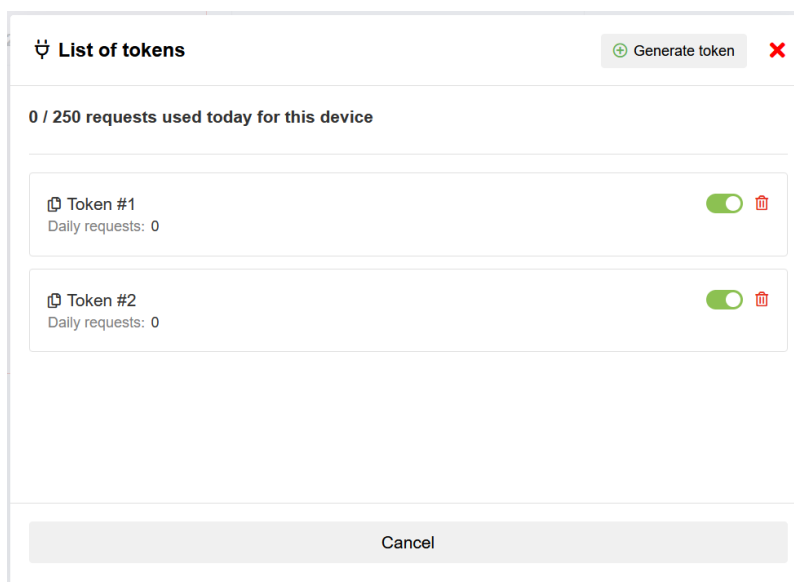 List of tokens
Generate token
0 / 250 requests used today for this device
Token #1
Daily requests: 0
Token #2
Daily requests: 0
Cancel